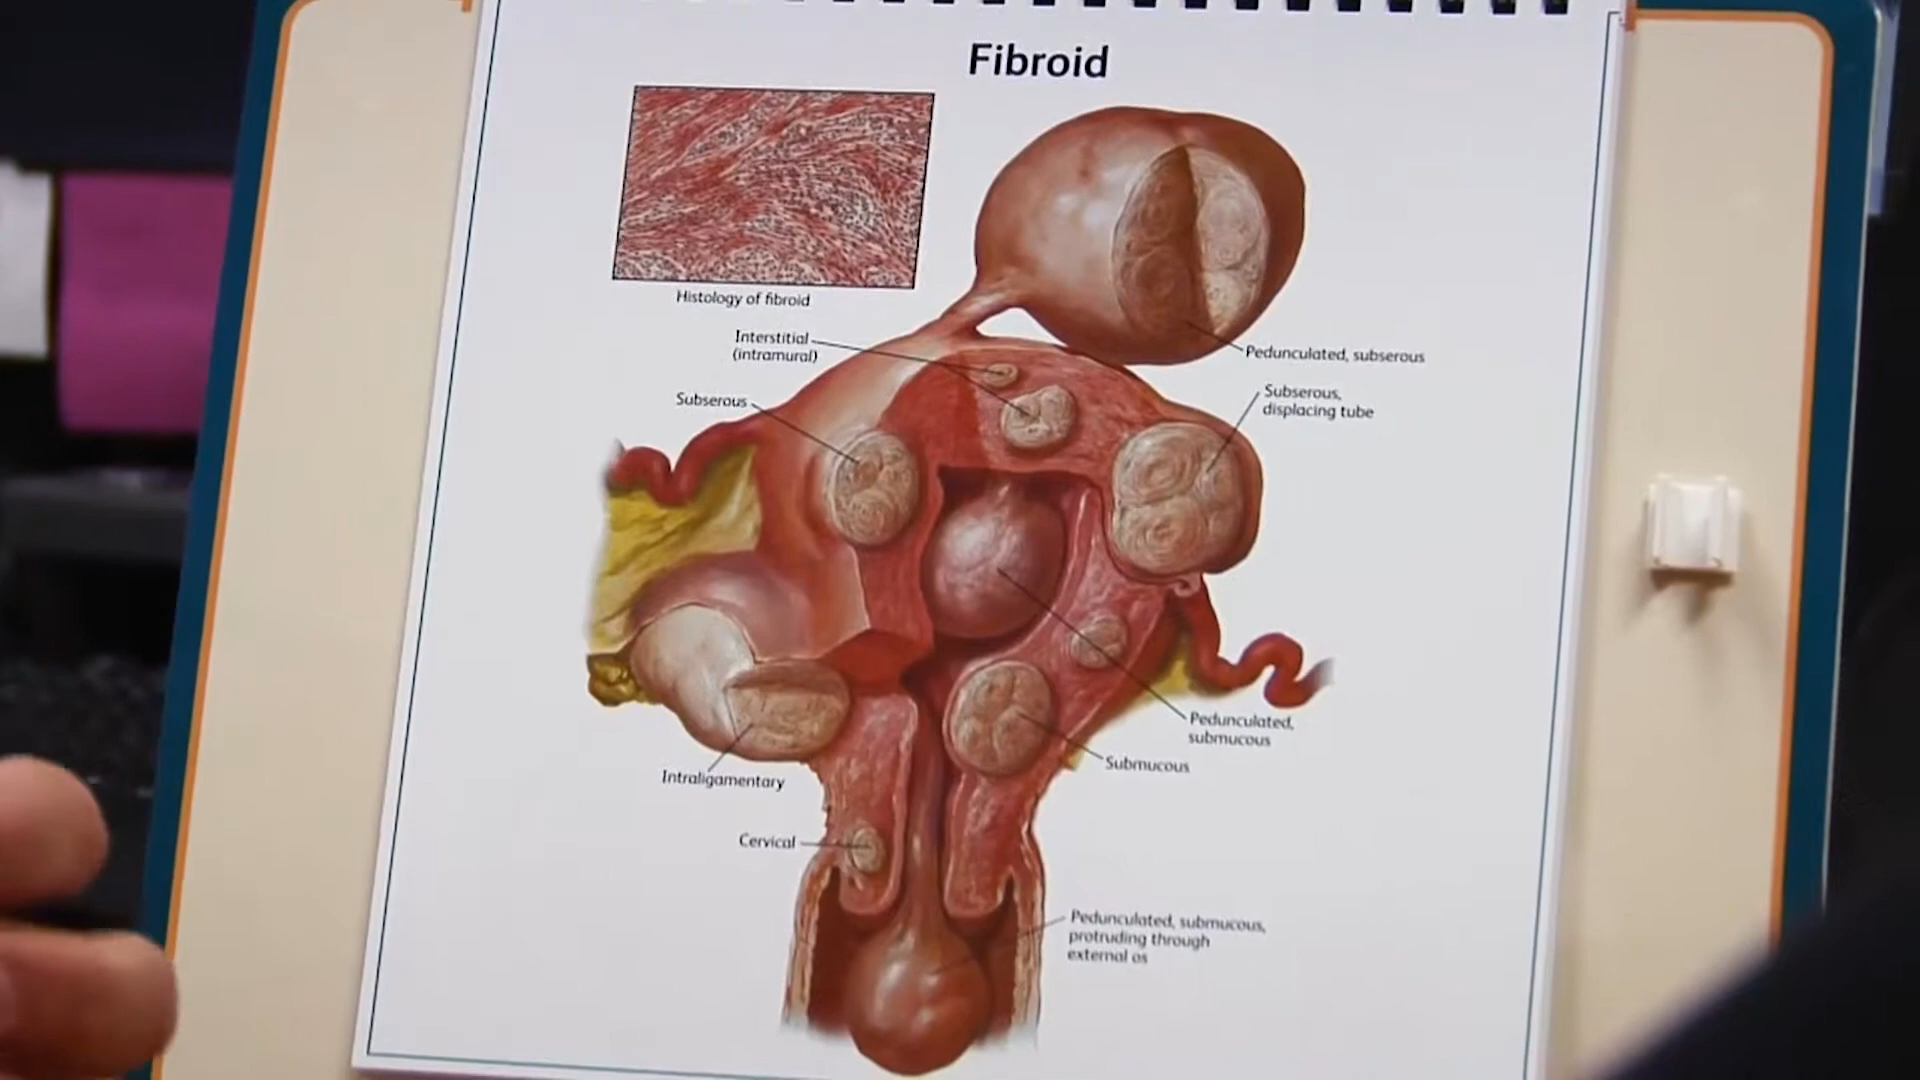 Fibroid
Histology of fibroid
Interstitial
(intramural)
Pedunculated, subserous
Subserous
Subserous,
displacing tube
Pedunculated,
submucous
Submucous
Intraligamentary
Cervical
Pedunculated, submucous,
protruding through
external os